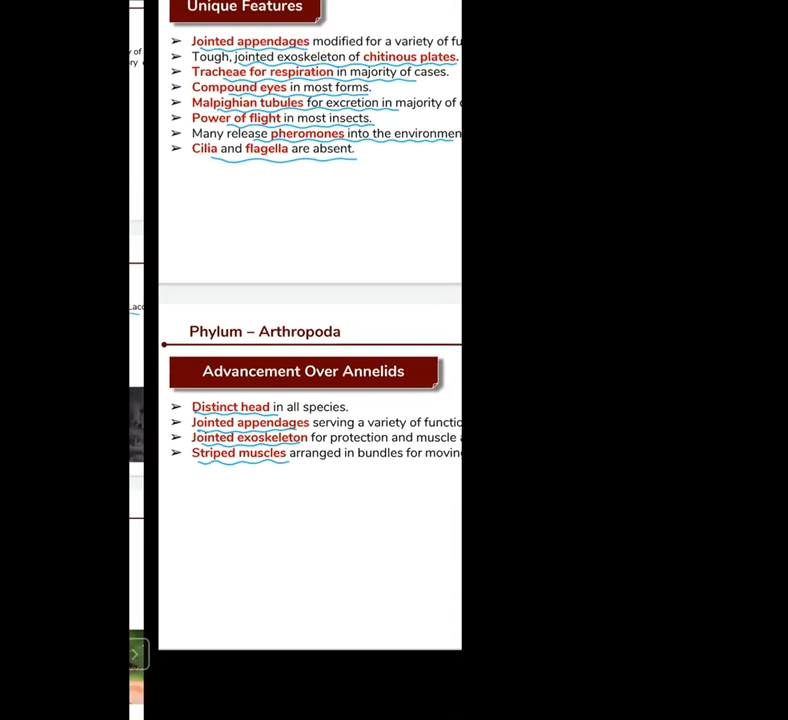 y of
ry
Lacc
Unique Features
➢ Jointed appendages modified for a variety of fu
➢ Tough, jointed exoskeleton of chitinous plates.
➢ Tracheae for respiration in majority of cases.
➢ Compound eyes in most forms.
➢ Malpighian tubules for excretion in majority of
➢ Power of flight in most insects.
➢ Many release pheromones into the environmen
➢ Cilia and flagella are absent.
Phylum – Arthropoda
Advancement Over Annelids
➢ Distinct head in all species.
➢ Jointed appendages serving a variety of functio
➢ Jointed exoskeleton for protection and muscle
➢ Striped muscles arranged in bundles for movin